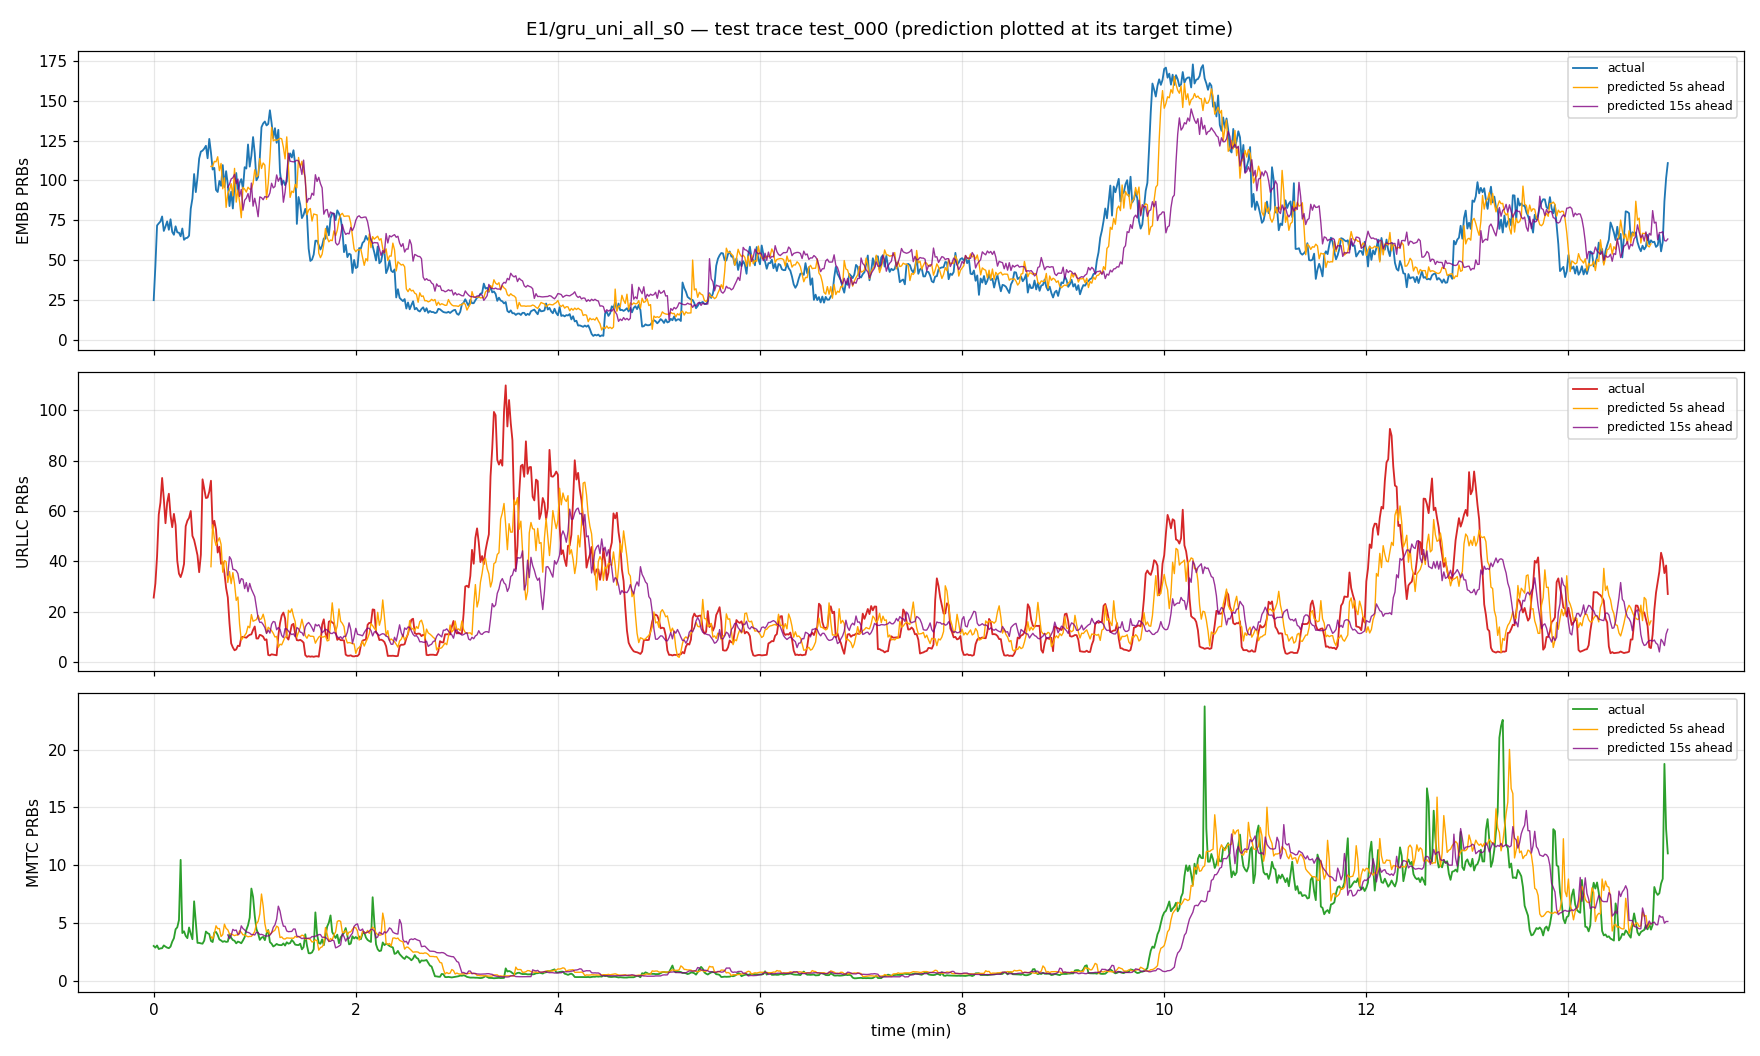 E1/gru_uni_all_s0 — test trace test_000 (prediction plotted at its target time)
175
150
125
100
75
50
25
0
EMBB PRBs
actual
predicted 5s ahead
predicted 15s ahead
100
80
60
40
20
0
URLLC PRBs
actual
predicted 5s ahead
predicted 15s ahead
20
15
10
5
0
MMTC PRBs
actual
predicted 5s ahead
predicted 15s ahead
0 2 4 6 8 10 12 14
time (min)